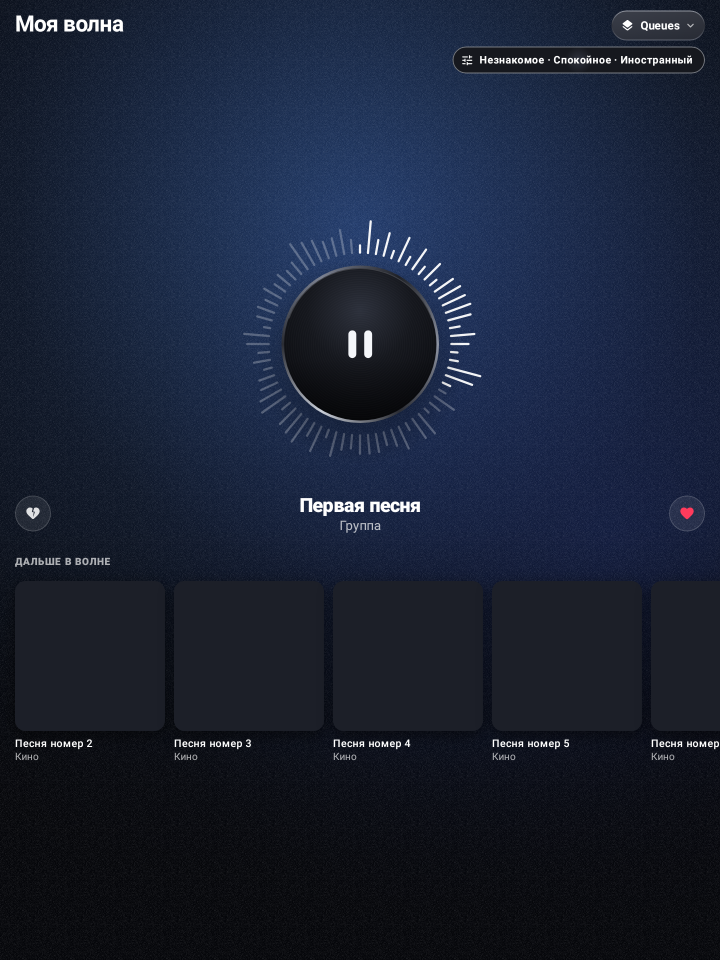 Моя волна
Queues
Незнакомое · Спокойное · Иностранный
Первая песня
Группа
ДАЛЬШЕ В ВОЛНЕ
Песня номер 2
Кино
Песня номер 3
Кино
Песня номер 4
Кино
Песня номер 5
Кино
Песня номер
Кино